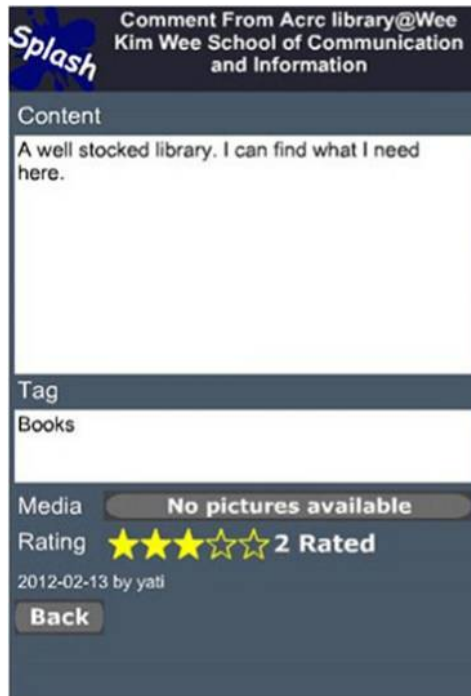 Splash
Comment From Acrc library@Wee
Kim Wee School of Communication
and Information
Content
A well stocked library. I can find what I need
here.
Tag
Books
Media No pictures available
Rating 2 Rated
2012-02-13 by yati
Back